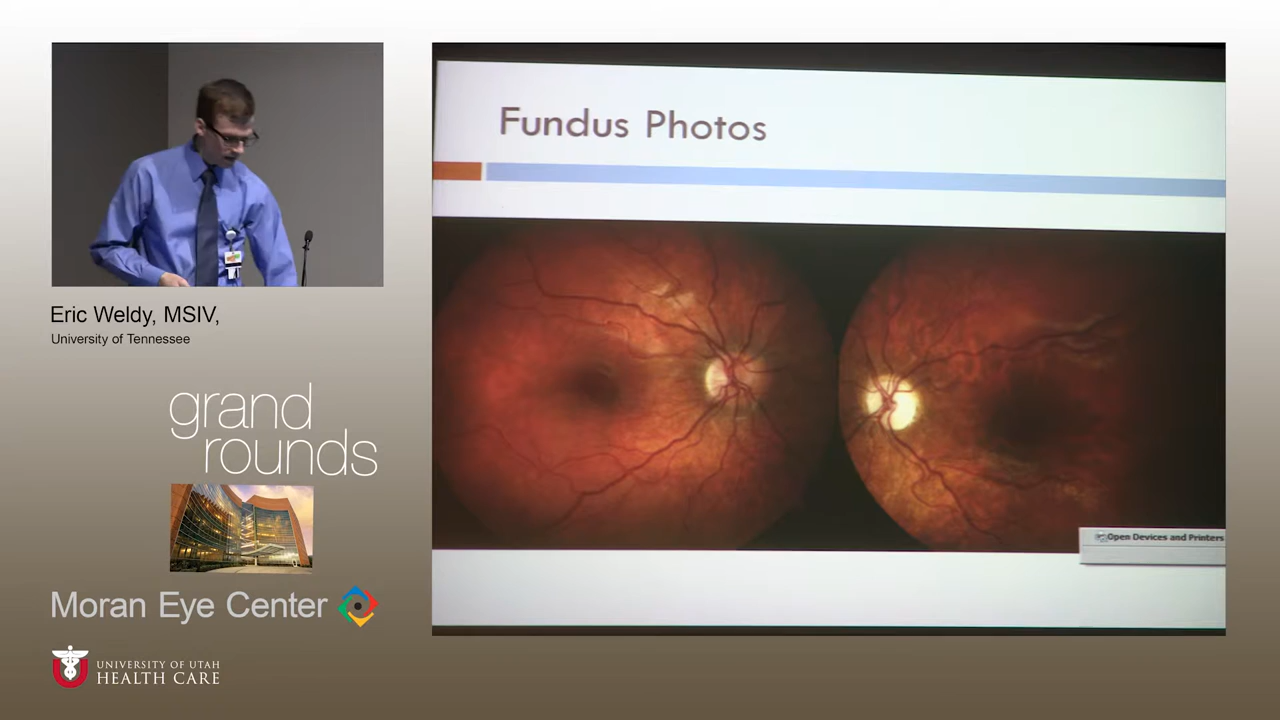 Fundus Photos
Open Devices and Printers
Eric Weldy, MSIV,
University of Tennessee
grand
rounds
Moran Eye Center
U
UNIVERSITY OF UTAH
HEALTH CARE